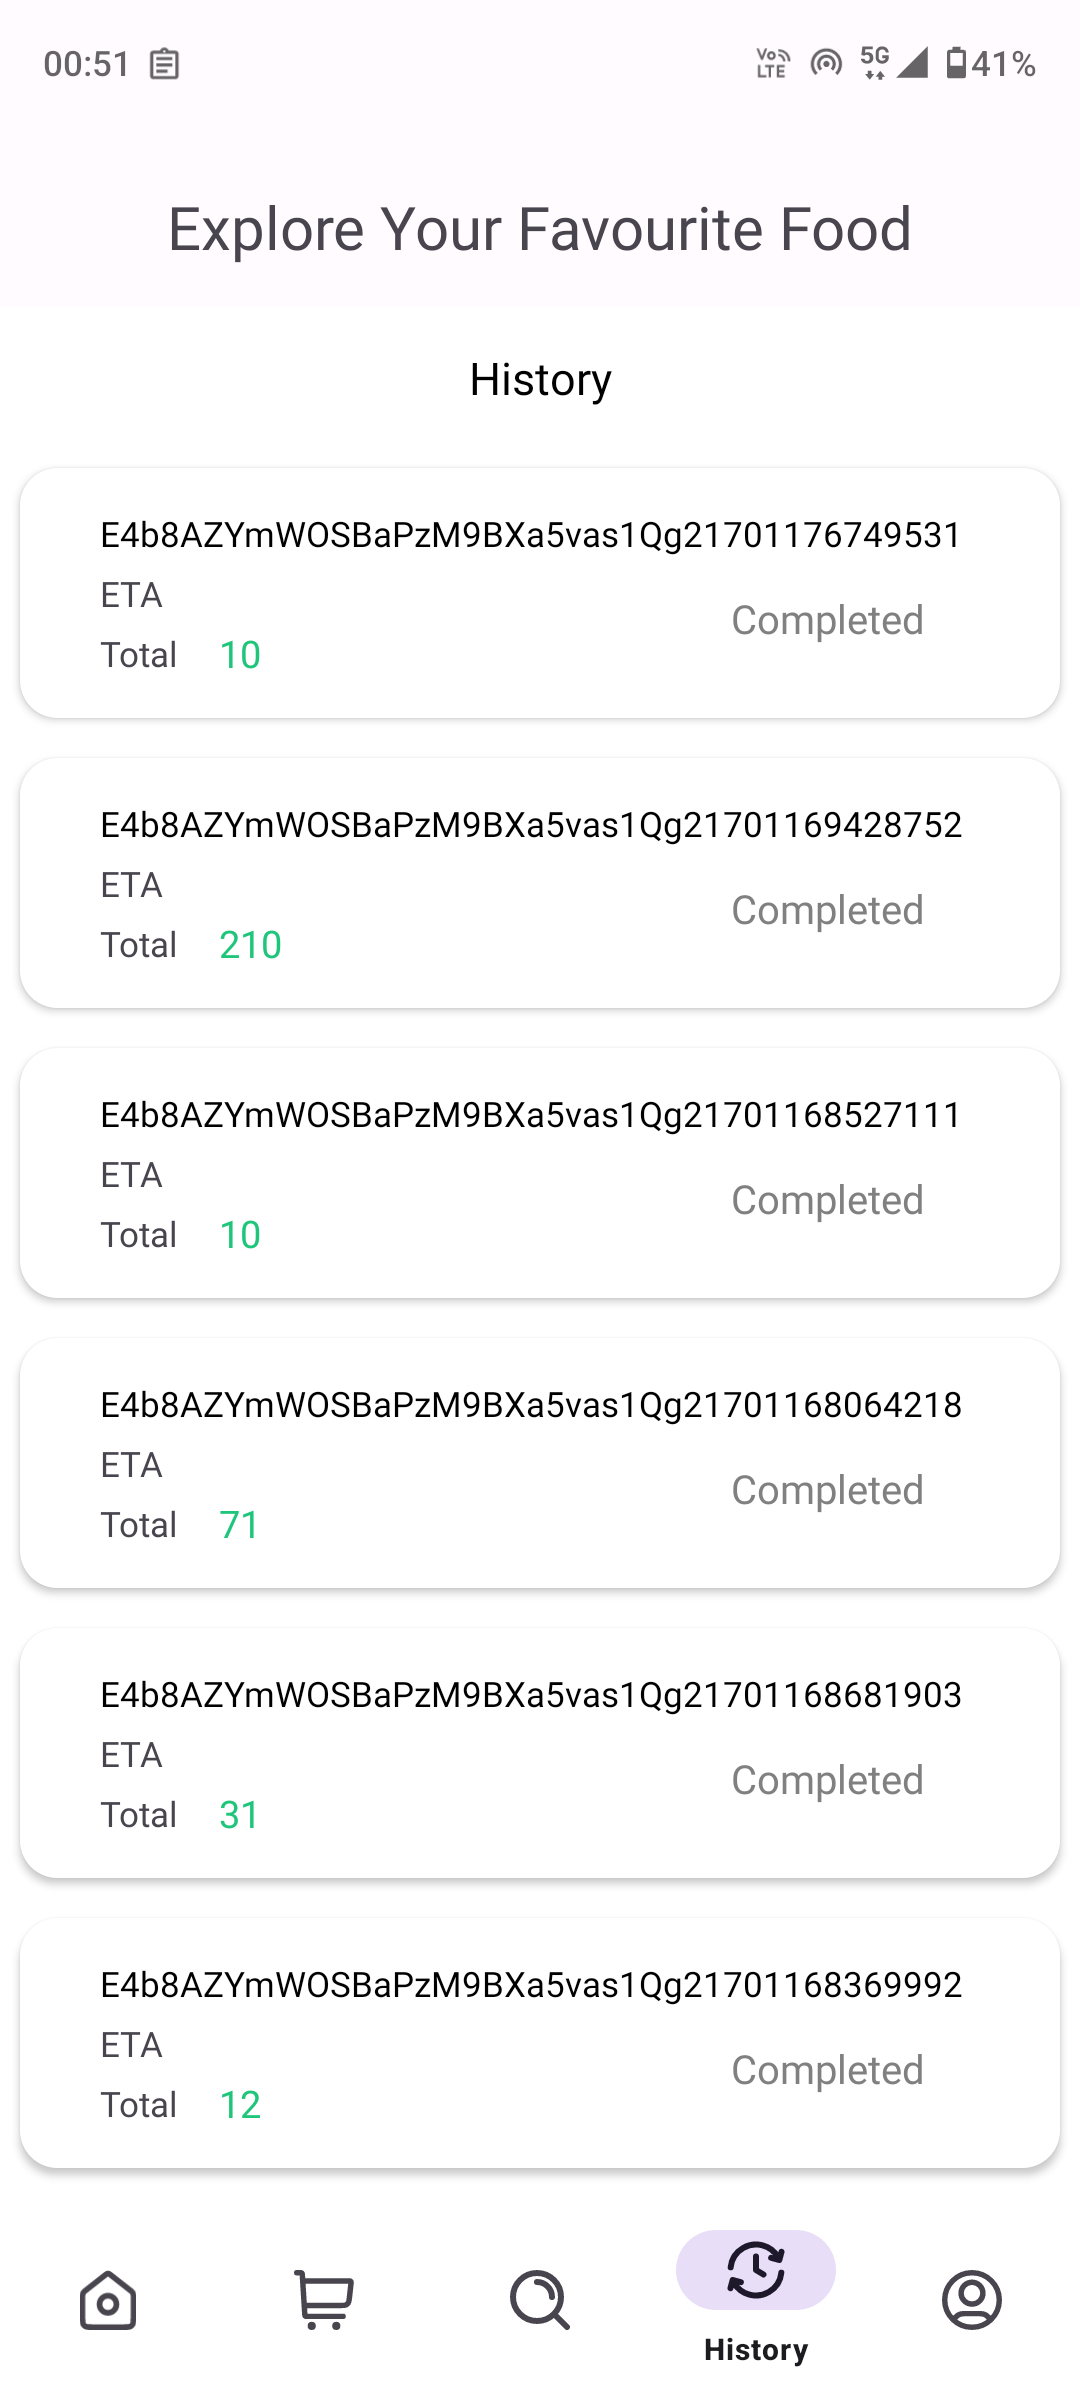 00:51 VoLTE 5G 41%
Explore Your Favourite Food
History
E4b8AZYmWOSBaPzM9BXa5vas1Qg21701176749531
ETA
Completed
Total 10
E4b8AZYmWOSBaPzM9BXa5vas1Qg21701169428752
ETA
Completed
Total 210
E4b8AZYmWOSBaPzM9BXa5vas1Qg21701168527111
ETA
Completed
Total 10
E4b8AZYmWOSBaPzM9BXa5vas1Qg21701168064218
ETA
Completed
Total 71
E4b8AZYmWOSBaPzM9BXa5vas1Qg21701168681903
ETA
Completed
Total 31
E4b8AZYmWOSBaPzM9BXa5vas1Qg21701168369992
ETA
Completed
Total 12
History